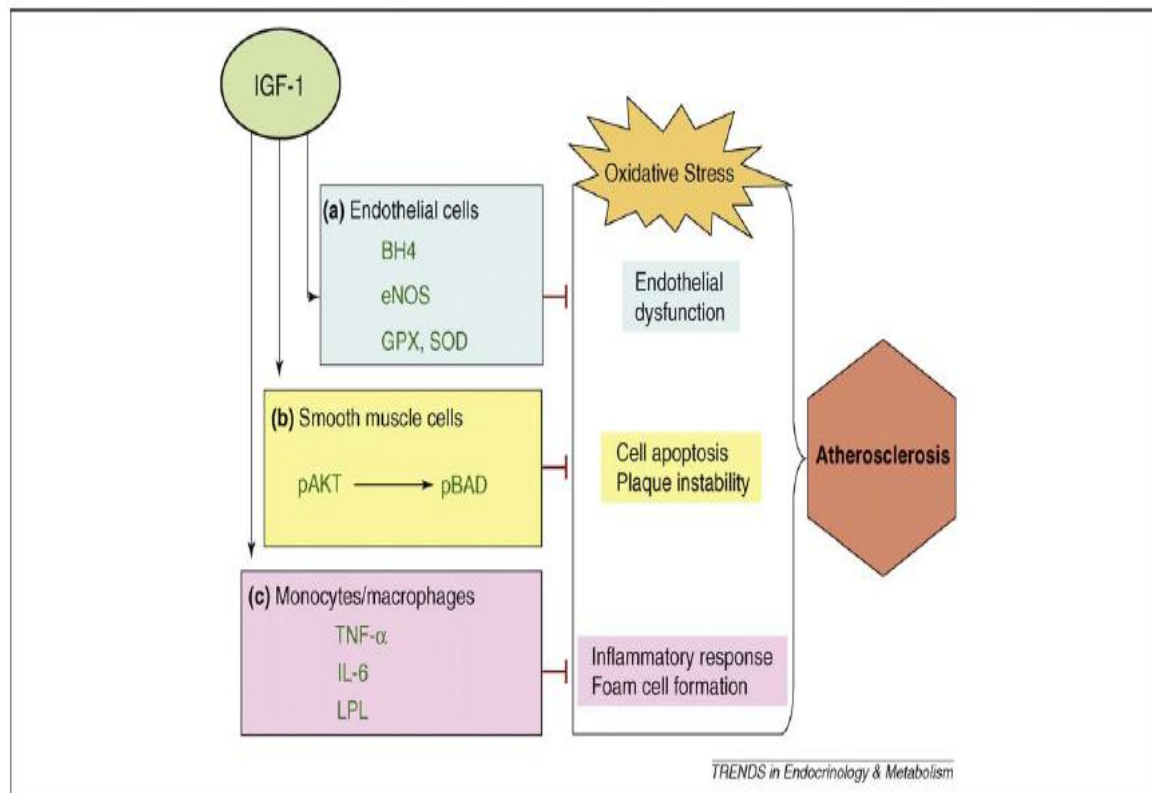 IGF-1
Oxidative Stress
(a) Endothelial cells
BH4
eNOS
GPX, SOD
Endothelial
dysfunction
(b) Smooth muscle cells
pAKT
pBAD
Cell apoptosis
Plaque instability
Atherosclerosis
(c) Monocytes/macrophages
TNF-α
IL-6
LPL
Inflammatory response
Foam cell formation
TRENDS in Endocrinology & Metabolism